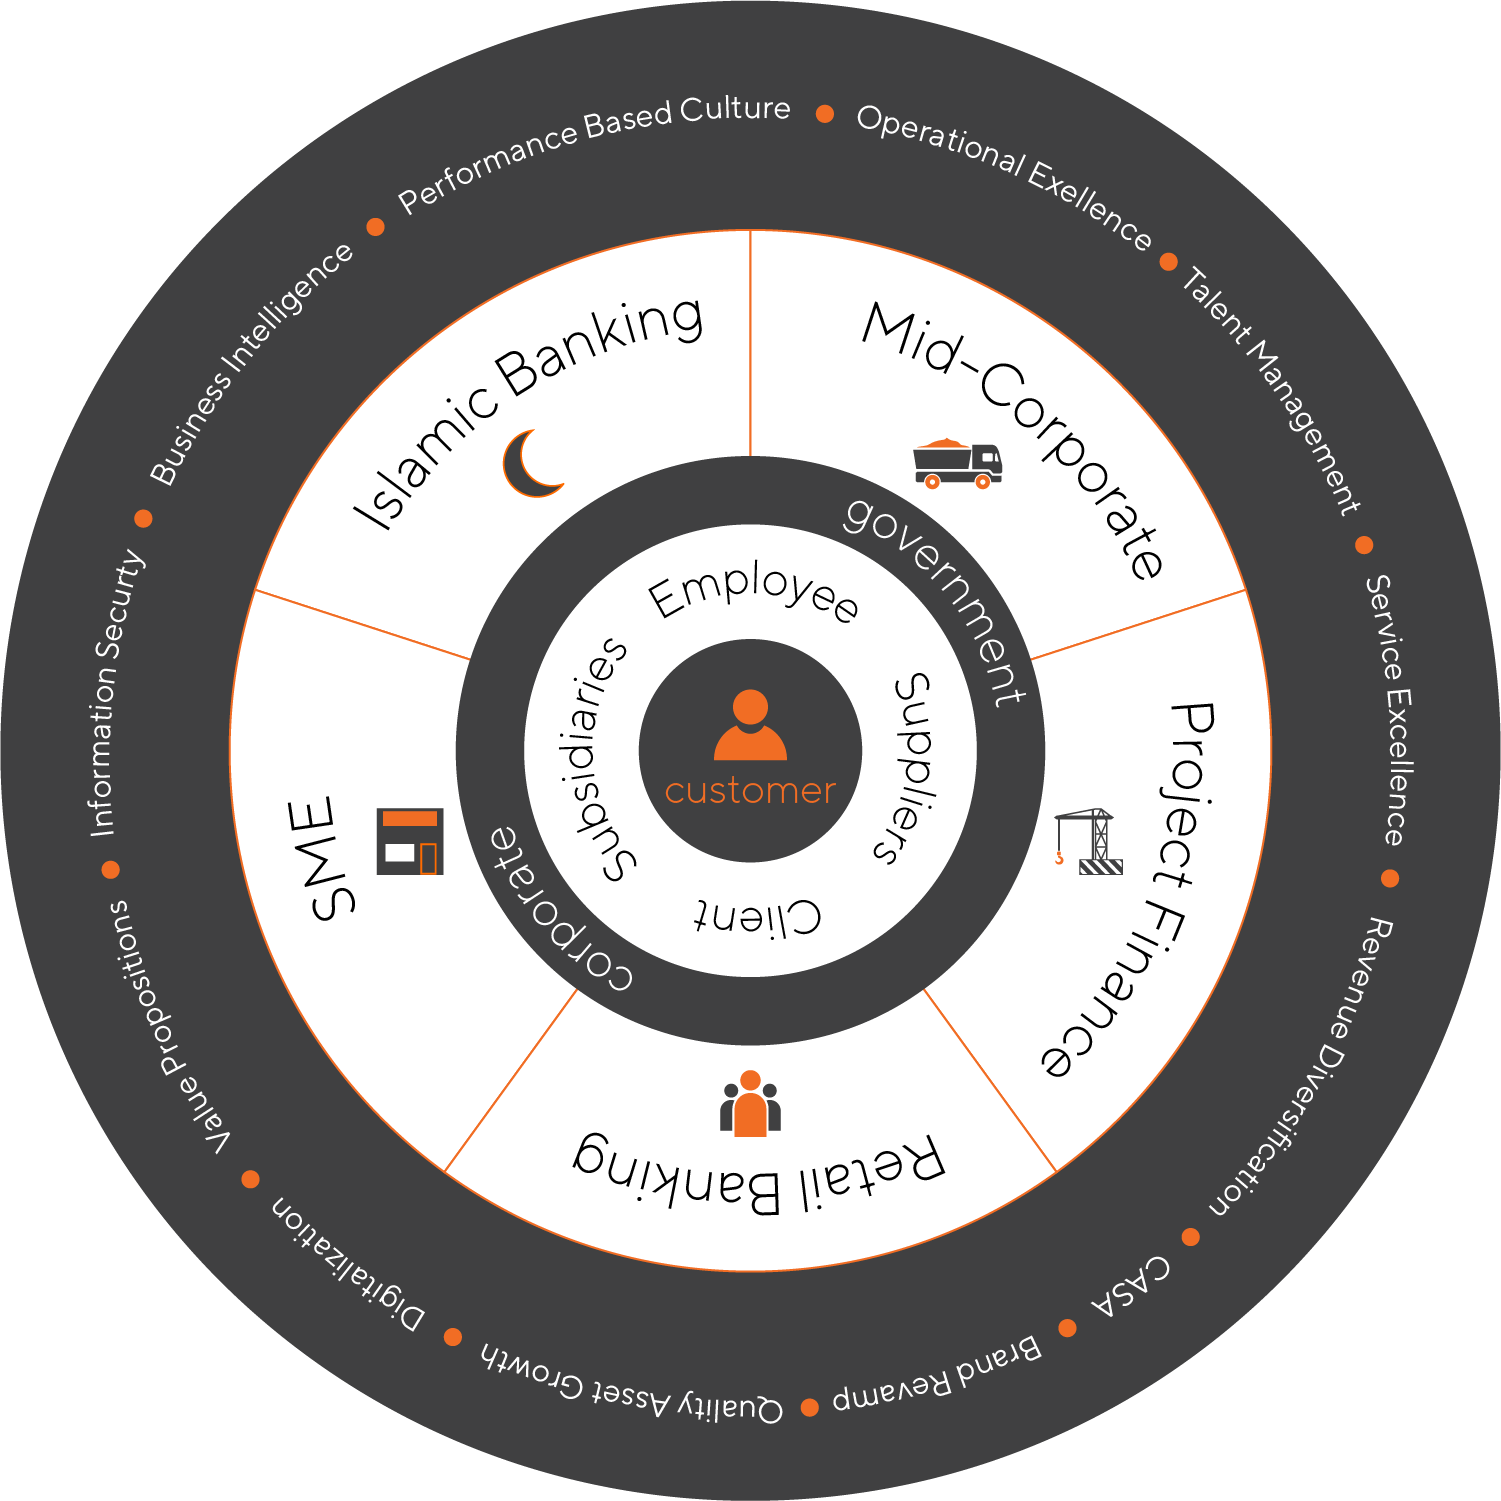 Performance Based Culture
Operational Exellence
Talent Management
Service Excellence
Revenue Diversification
CASA
Brand Revamp
Quality Asset Growth
Digitalization
Value Propositions
Information Securty
Business Intelligence
Islamic Banking
Mid-Corporate
Project Finance
Retail Banking
SME
government
corporate
Employee
Suppliers
Client
Subsidiaries
customer